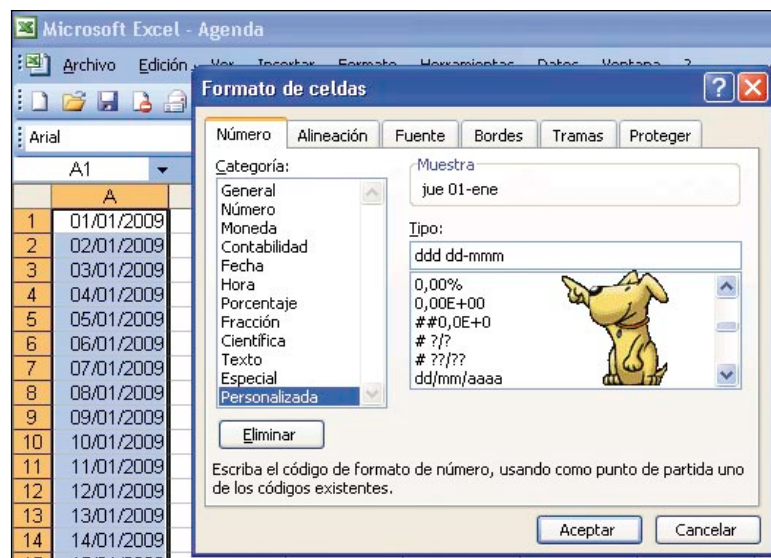 Microsoft Excel - Agenda
Archivo Edición Ver Insertar Formato Herramientas Datos Ventana ?
Formato de celdas
Arial
Número Alineación Fuente Bordes Tramas Proteger
A1
Categoría:
General
Número
Moneda
Contabilidad
Fecha
Hora
Porcentaje
Fracción
Científica
Texto
Especial
Personalizada
Muestra
jue 01-ene
Tipo:
ddd dd-mmm
0,00%
0,00E+00
##0,0E+0
# ?/?
# ??/??
dd/mm/aaaa
Eliminar
Escriba el código de formato de número, usando como punto de partida uno
de los códigos existentes.
Aceptar Cancelar
A
1 01/01/2009
2 02/01/2009
3 03/01/2009
4 04/01/2009
5 05/01/2009
6 06/01/2009
7 07/01/2009
8 08/01/2009
9 09/01/2009
10 10/01/2009
11 11/01/2009
12 12/01/2009
13 13/01/2009
14 14/01/2009